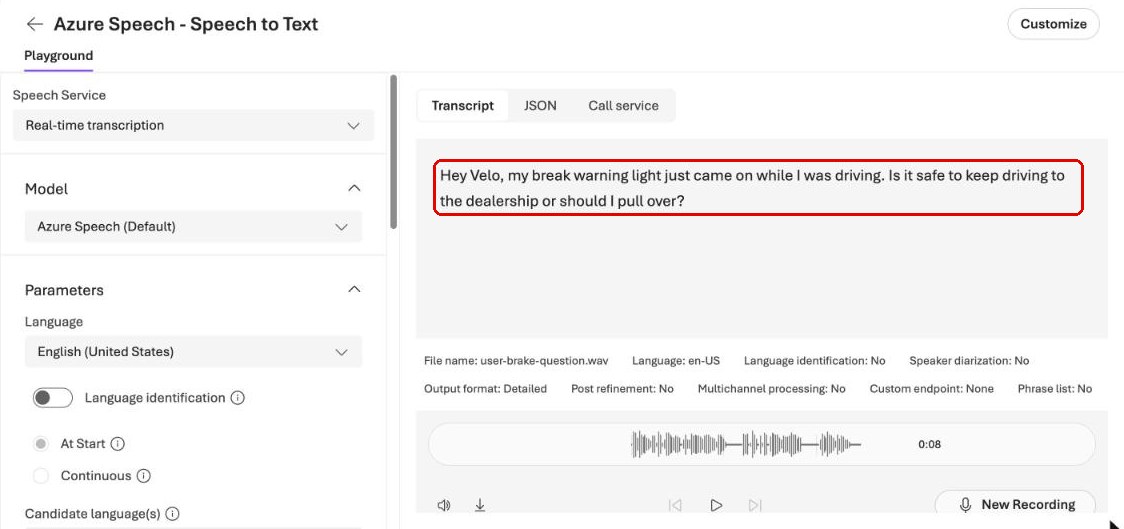 Azure Speech - Speech to Text
Customize
Playground
Speech Service
Real-time transcription
Model
Azure Speech (Default)
Parameters
Language
English (United States)
Language identification
At Start
Continuous
Candidate language(s)
Transcript JSON Call service
Hey Velo, my break warning light just came on while I was driving. Is it safe to keep driving to
the dealership or should I pull over?
File name: user-brake-question.wav Language: en-US Language identification: No Speaker diarization: No
Output format: Detailed Post refinement: No Multichannel processing: No Custom endpoint: None Phrase list: No
0:08
New Recording